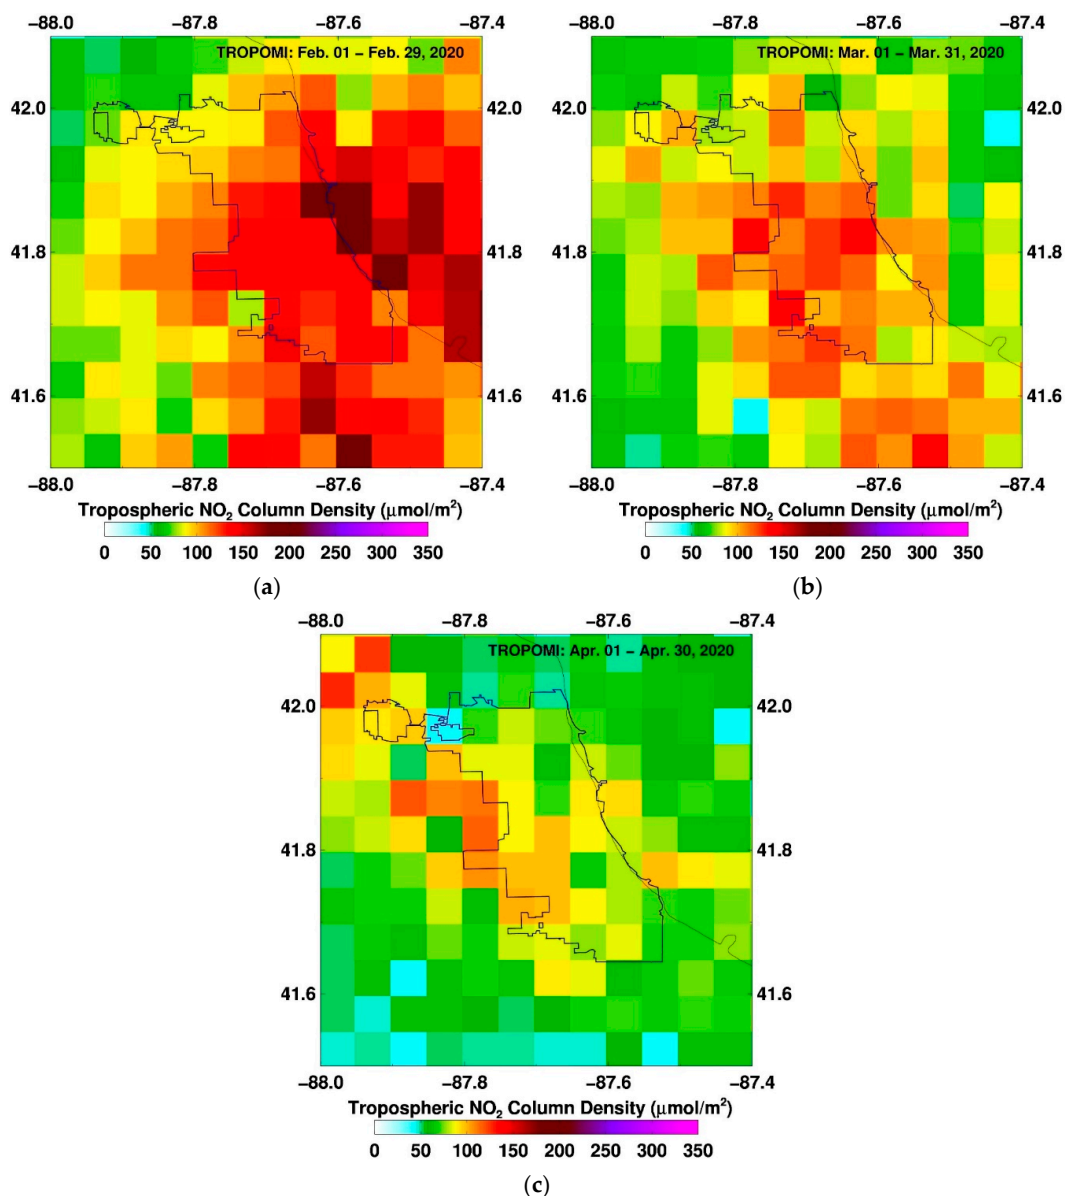 −88.0 −87.8 −87.6 −87.4
TROPOMI: Feb. 01 − Feb. 29, 2020
42.0 42.0
41.8 41.8
41.6 41.6
−88.0 −87.8 −87.6 −87.4
Tropospheric NO₂ Column Density (μmol/m²)
0 50 100 150 200 250 300 350
(a)
−88.0 −87.8 −87.6 −87.4
TROPOMI: Mar. 01 − Mar. 31, 2020
42.0 42.0
41.8 41.8
41.6 41.6
−88.0 −87.8 −87.6 −87.4
Tropospheric NO₂ Column Density (μmol/m²)
0 50 100 150 200 250 300 350
(b)
−88.0 −87.8 −87.6 −87.4
TROPOMI: Apr. 01 − Apr. 30, 2020
42.0 42.0
41.8 41.8
41.6 41.6
−88.0 −87.8 −87.6 −87.4
Tropospheric NO₂ Column Density (μmol/m²)
0 50 100 150 200 250 300 350
(c)